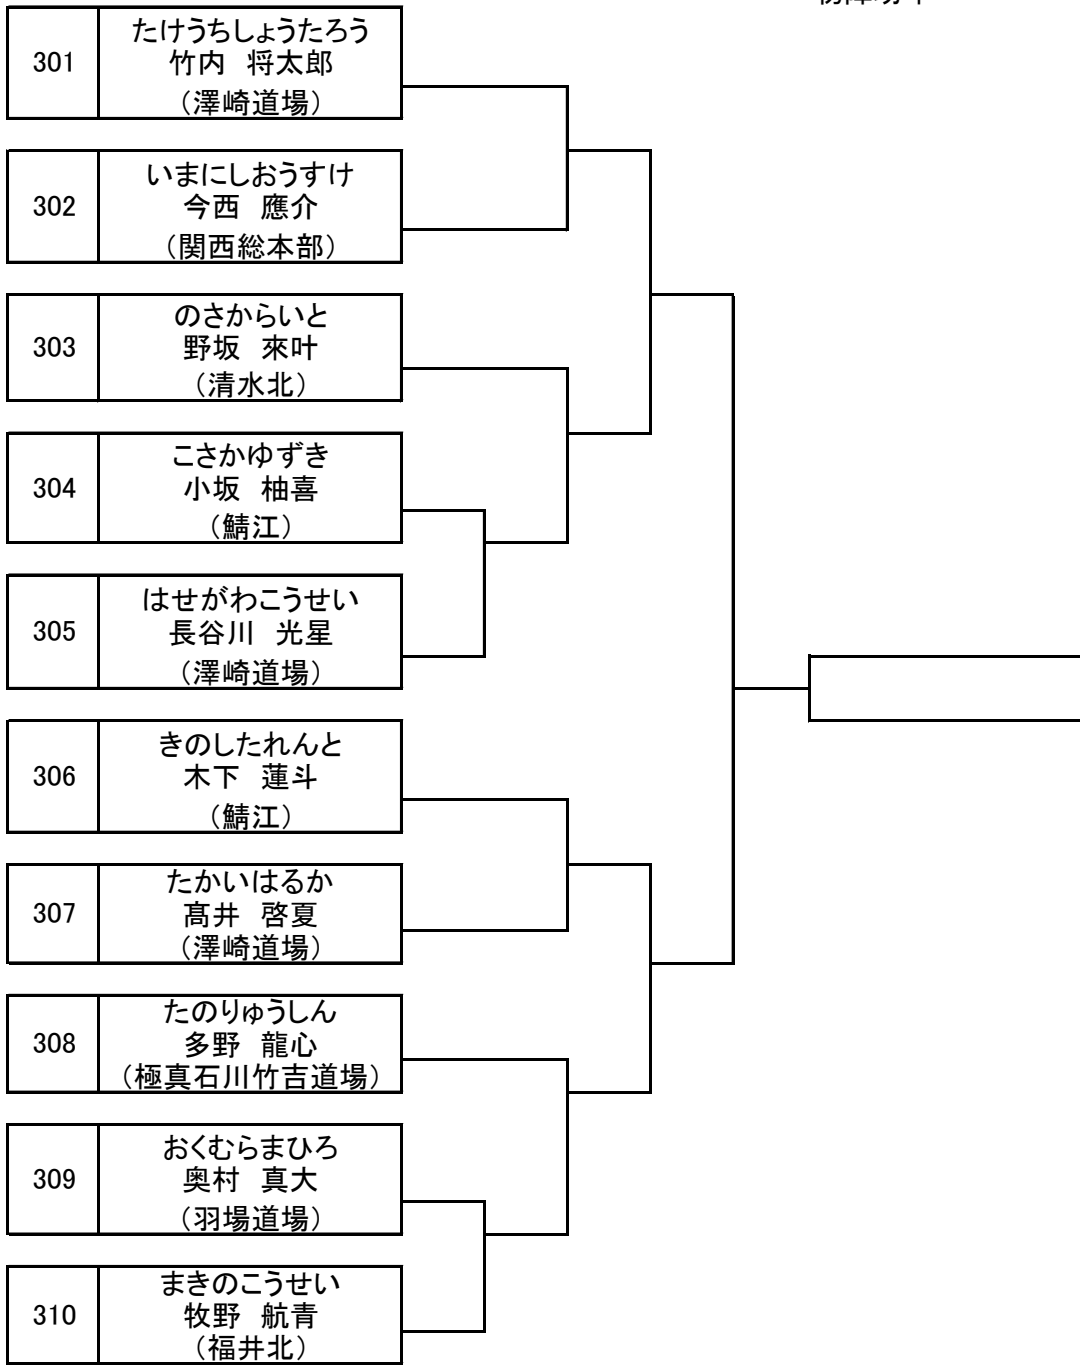 301
たけうちしょうたろう
竹内 将太郎
（澤崎道場）
302
いまにしおうすけ
今西 應介
（関西総本部）
303
のさからいと
野坂 來叶
（清水北）
304
こさかゆずき
小坂 柚喜
（鯖江）
305
はせがわこうせい
長谷川 光星
（澤崎道場）
306
きのしたれんと
木下 蓮斗
（鯖江）
307
たかいはるか
髙井 啓夏
（澤崎道場）
308
たのりゅうしん
多野 龍心
（極真石川竹吉道場）
309
おくむらまひろ
奥村 真大
（羽場道場）
310
まきのこうせい
牧野 航青
（福井北）